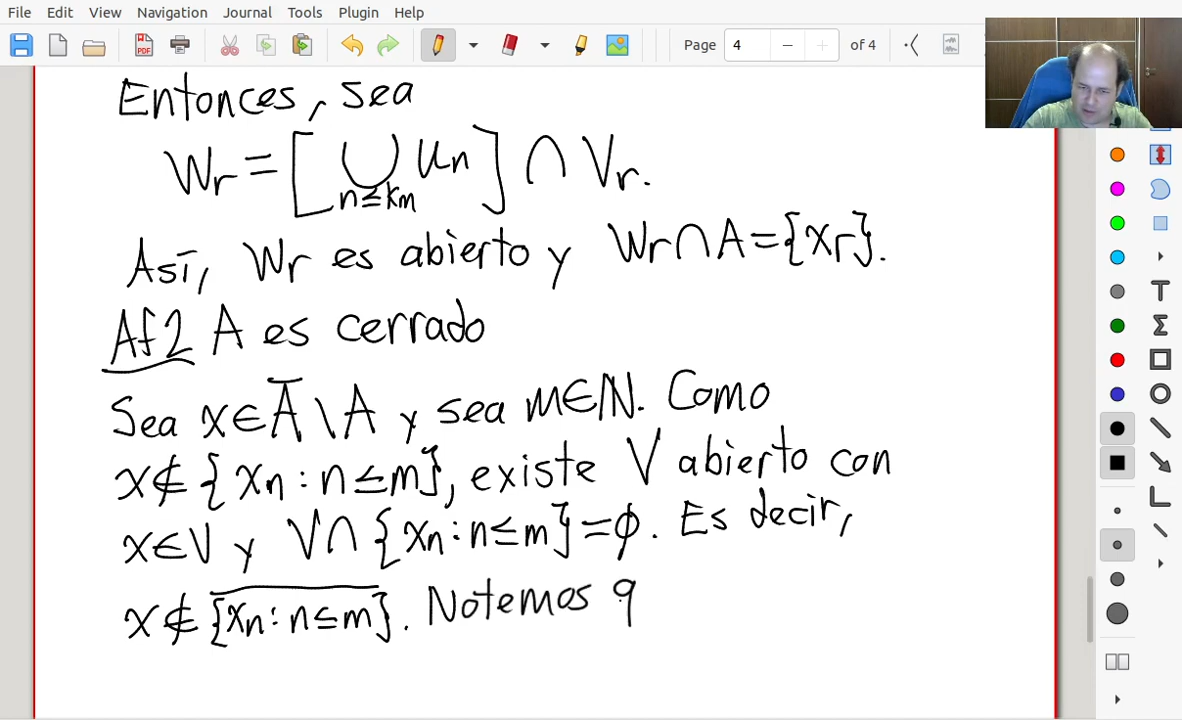 File Edit View Navigation Journal Tools Plugin Help
Page 4 of 4
Entonces, sea
Wr = [ ∪ n≤km Un ] ∩ Vr.
Así, Wr es abierto y Wr∩A={xr}.
Af2 A es cerrado
Sea x∈A̅\A y sea m∈ℕ. Como
x∉{xn:n≤m}, existe V abierto con
x∈V y V∩{xn:n≤m}=∅. Es decir,
x∉\overline{{xn:n≤m}}. Notemos q